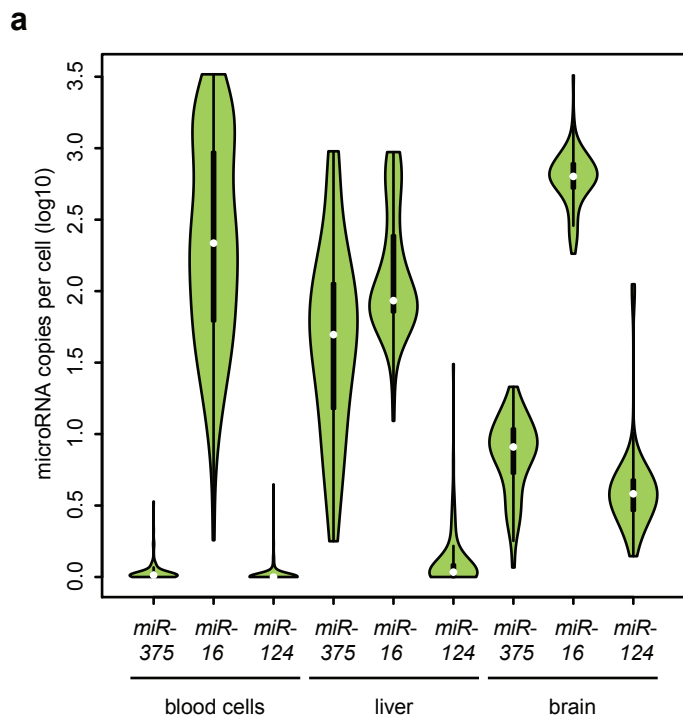 a
microRNA copies per cell (log10)
3.5
3.0
2.5
2.0
1.5
1.0
0.5
0.0
miR- miR- miR- miR- miR- miR- miR- miR- miR-
375 16 124 375 16 124 375 16 124
blood cells liver brain